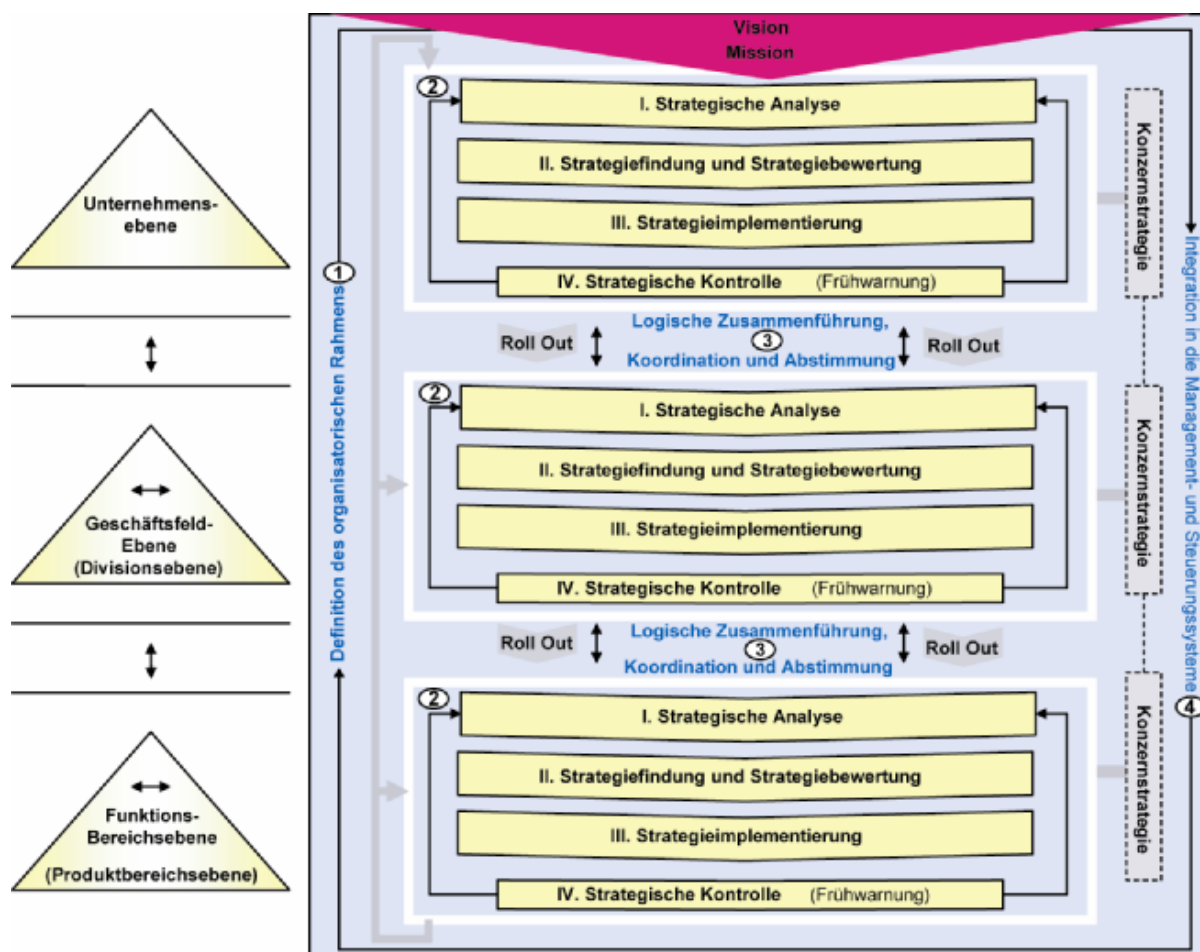 Vision
Mission
2
I. Strategische Analyse
II. Strategiefindung und Strategiebewertung
III. Strategieimplementierung
IV. Strategische Kontrolle (Frühwarnung)
Konzernstrategie
Unternehmens-
ebene
1
Definition des organisatorischen Rahmens
Integration in die Management- und Steuerungssysteme
4
Roll Out
Logische Zusammenführung,
3
Koordination und Abstimmung
Roll Out
2
I. Strategische Analyse
II. Strategiefindung und Strategiebewertung
III. Strategieimplementierung
IV. Strategische Kontrolle (Frühwarnung)
Konzernstrategie
Geschäftsfeld-
Ebene
(Divisionsebene)
Roll Out
Logische Zusammenführung,
3
Koordination und Abstimmung
Roll Out
2
I. Strategische Analyse
II. Strategiefindung und Strategiebewertung
III. Strategieimplementierung
IV. Strategische Kontrolle (Frühwarnung)
Konzernstrategie
Funktions-
Bereichsebene
(Produktbereichsebene)